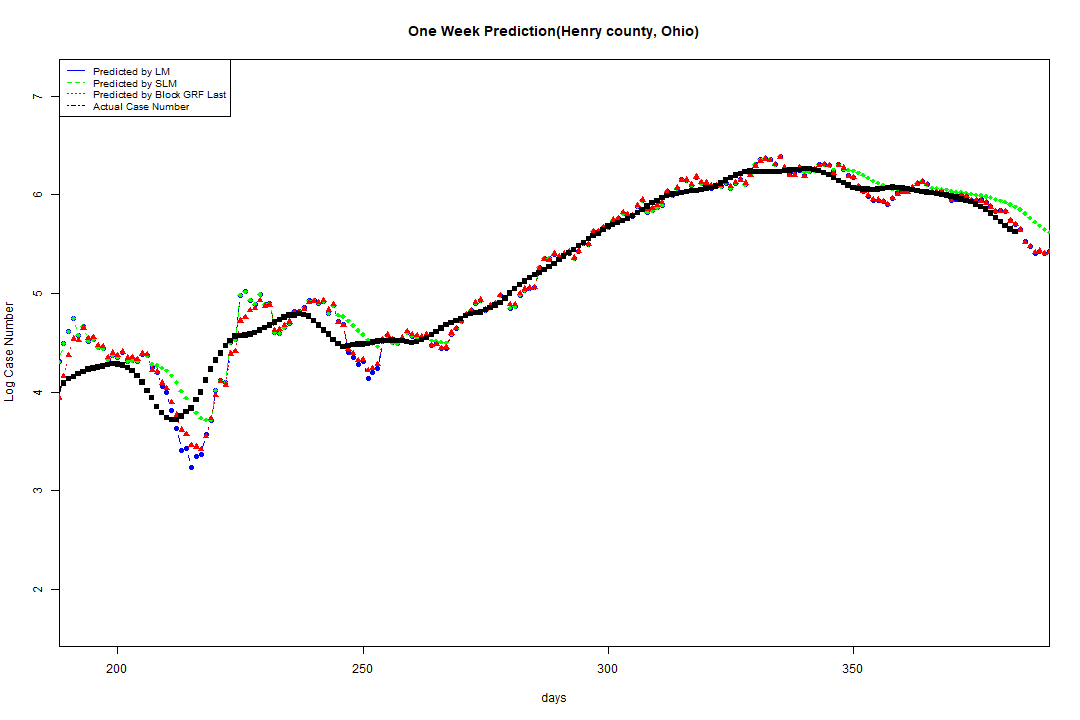 One Week Prediction(Henry county, Ohio)
Predicted by LM
Predicted by SLM
Predicted by Block GRF Last
Actual Case Number
Log Case Number
7
6
5
4
3
2
200
250
300
350
days